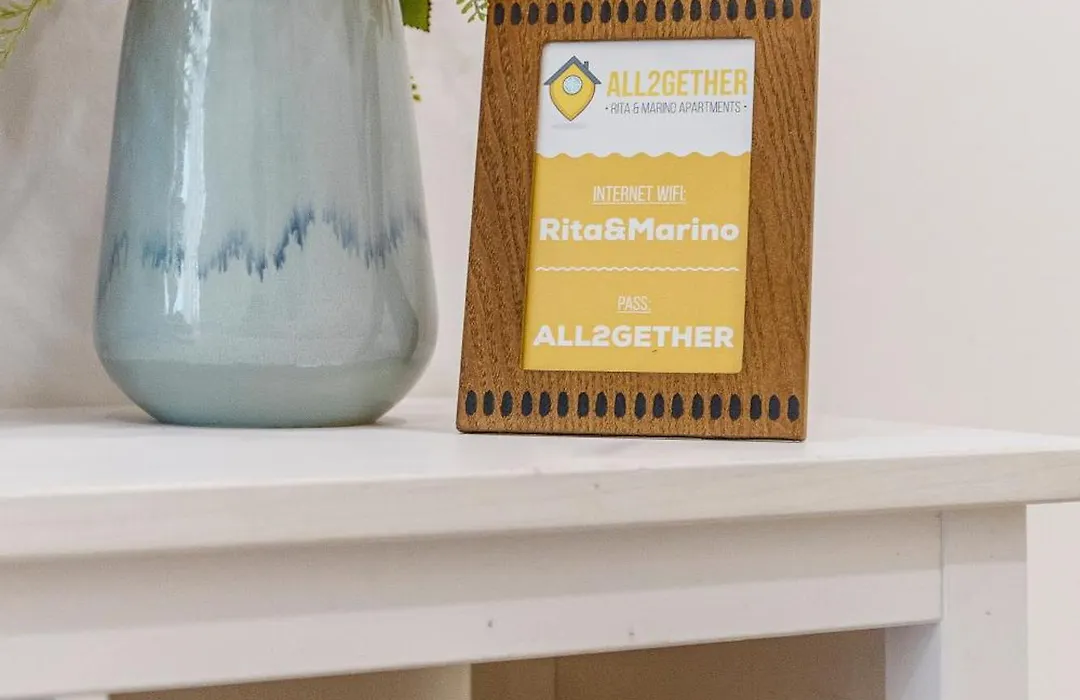 ALL2GETHER
• RITA & MARINO APARTMENTS •
INTERNET WIFI:
Rita&Marino
PASS:
ALL2GETHER